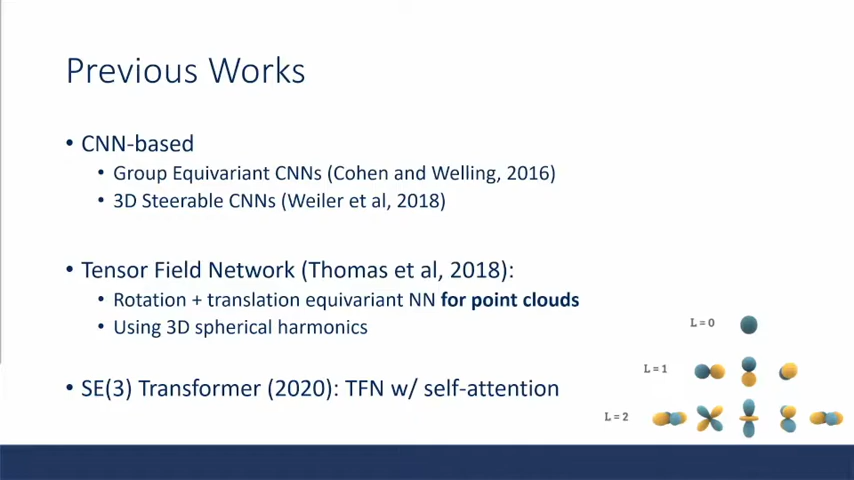 Previous Works
• CNN-based
• Group Equivariant CNNs (Cohen and Welling, 2016)
• 3D Steerable CNNs (Weiler et al, 2018)
• Tensor Field Network (Thomas et al, 2018):
• Rotation + translation equivariant NN for point clouds
• Using 3D spherical harmonics
• SE(3) Transformer (2020): TFN w/ self-attention
L = 0
L = 1
L = 2